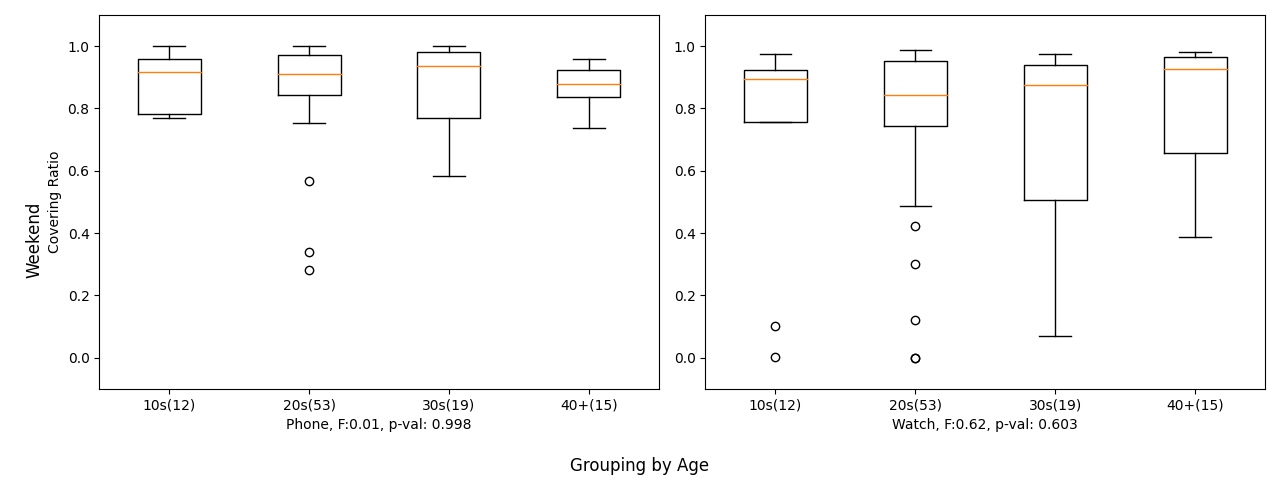 Weekend
Covering Ratio
1.0
0.8
0.6
0.4
0.2
0.0
10s(12) 20s(53) 30s(19) 40+(15)
Phone, F:0.01, p-val: 0.998
1.0
0.8
0.6
0.4
0.2
0.0
10s(12) 20s(53) 30s(19) 40+(15)
Watch, F:0.62, p-val: 0.603
Grouping by Age